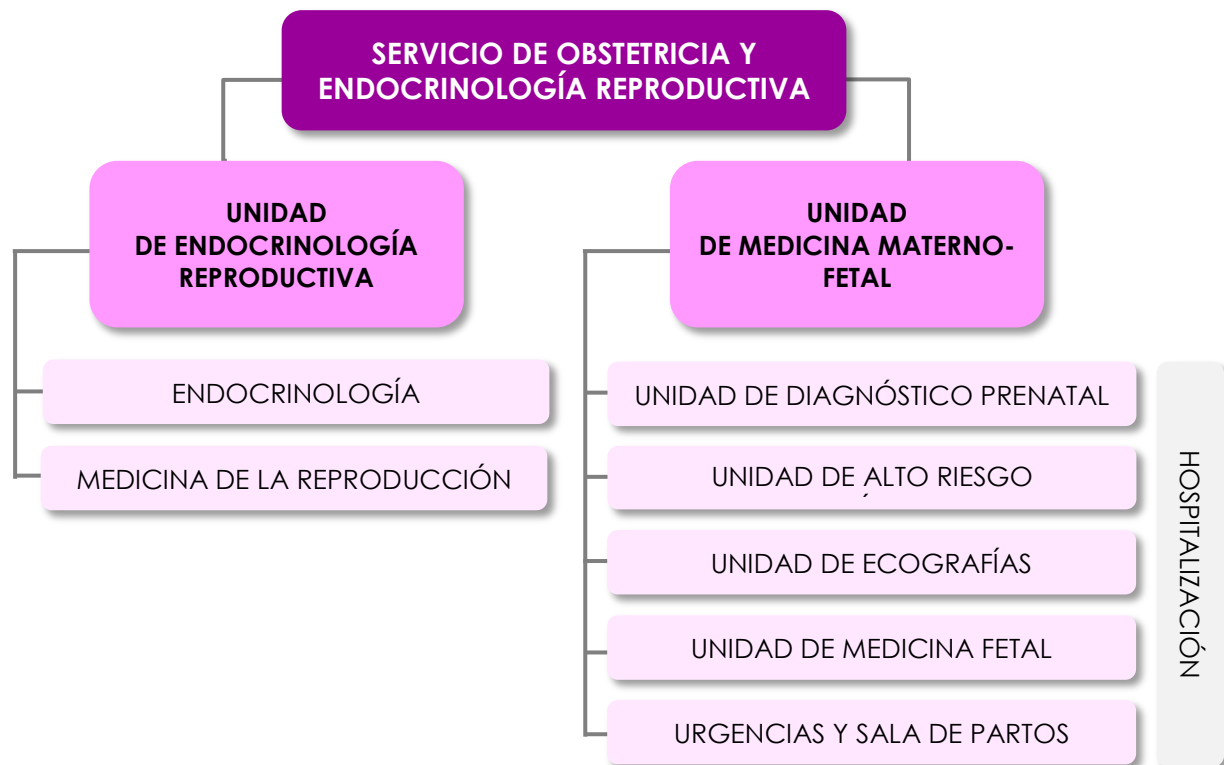 SERVICIO DE OBSTETRICIA Y
ENDOCRINOLOGÍA REPRODUCTIVA
UNIDAD
DE ENDOCRINOLOGÍA
REPRODUCTIVA
ENDOCRINOLOGÍA
MEDICINA DE LA REPRODUCCIÓN
UNIDAD
DE MEDICINA MATERNO-
FETAL
UNIDAD DE DIAGNÓSTICO PRENATAL
UNIDAD DE ALTO RIESGO
UNIDAD DE ECOGRAFÍAS
UNIDAD DE MEDICINA FETAL
URGENCIAS Y SALA DE PARTOS
HOSPITALIZACIÓN